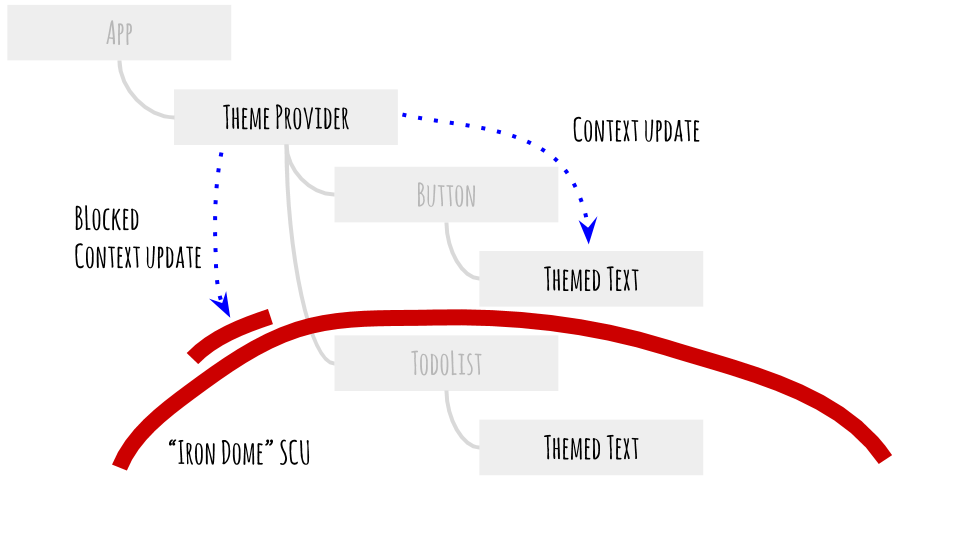 App
Theme Provider
Context update
Button
BLocked
Context update
Themed Text
TodoList
“Iron Dome” SCU
Themed Text